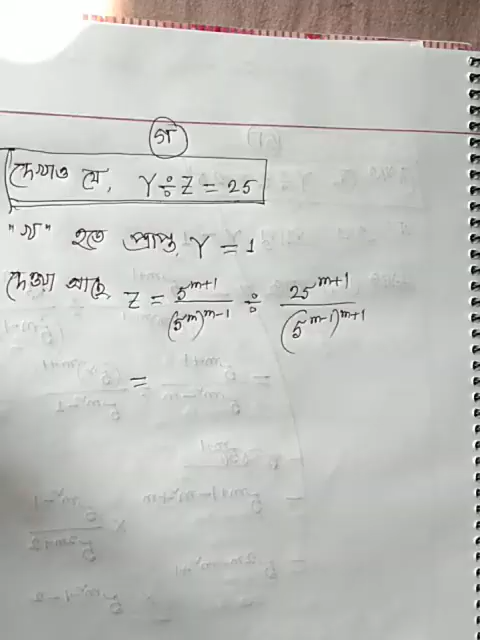 গ
দেখাও যে, Y ÷ Z = 25
"খ" হতে প্রাপ্ত, Y = 1
দেওয়া আছে, Z = 5^{m+1}/(5^m)^{m-1} ÷ 25^{m+1}/(5^{m-1})^{m+1}
=